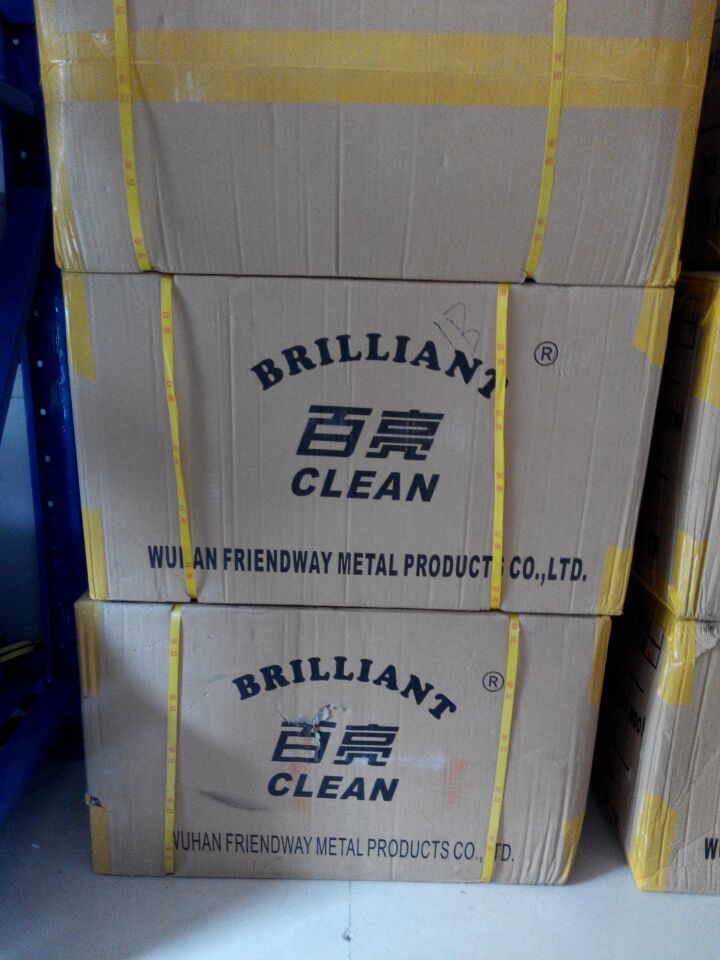 BRILLIANT ®
百亮
CLEAN
WUHAN FRIENDWAY METAL PRODUCTS CO.,LTD.
BRILLIANT ®
百亮
CLEAN
WUHAN FRIENDWAY METAL PRODUCTS CO., TD.